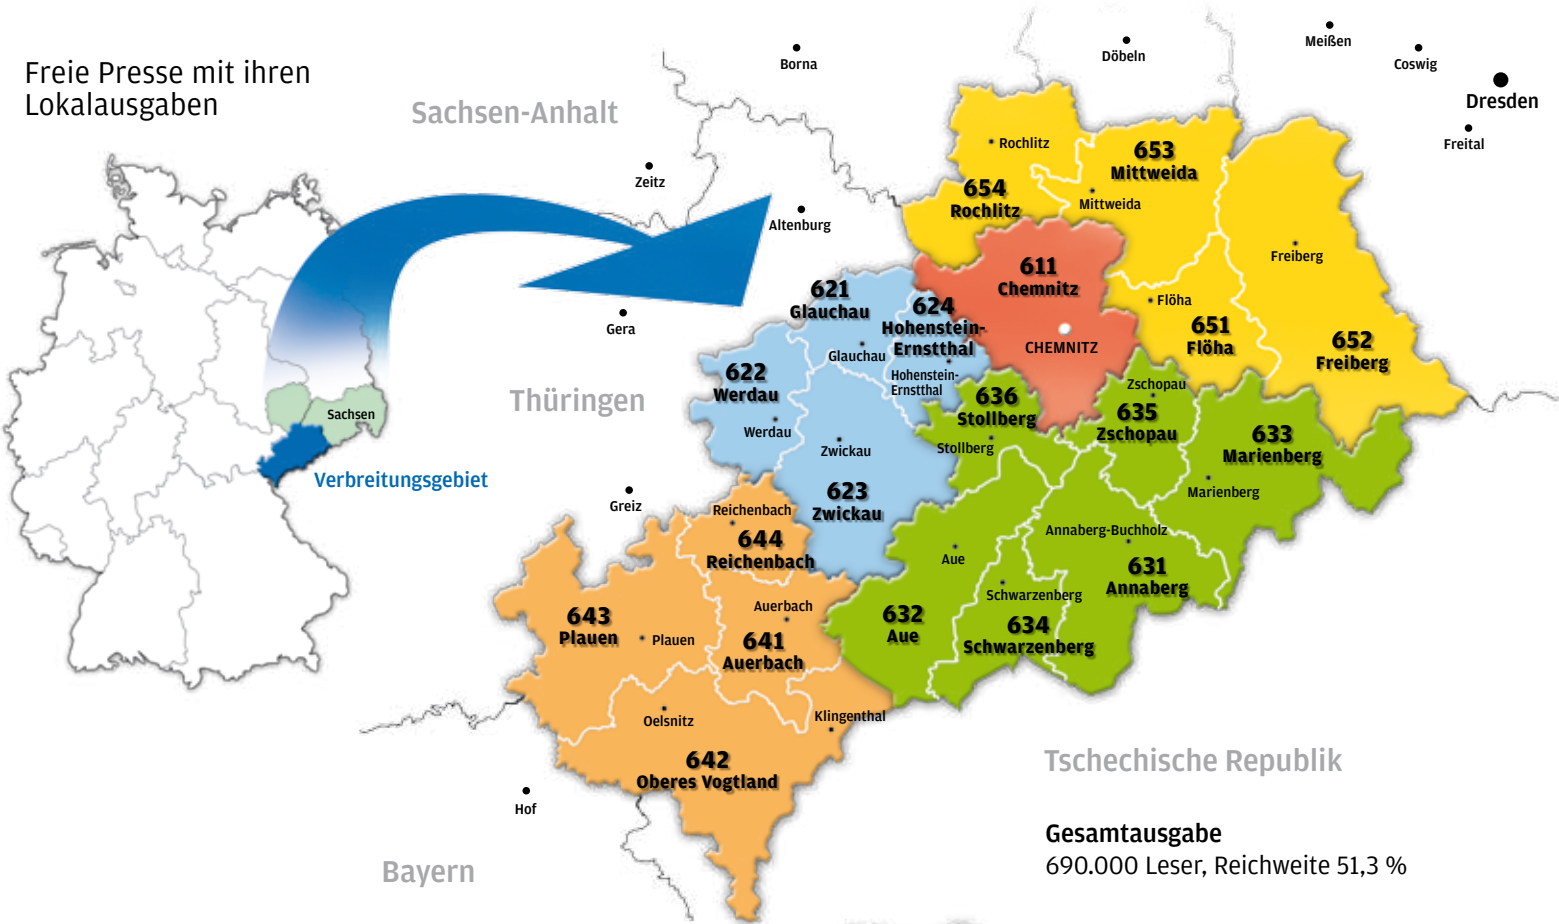 Freie Presse mit ihren
Lokalausgaben
Sachsen-Anhalt
Borna
Döbeln
Meißen
Coswig
Dresden
Freital
Zeitz
Altenburg
Gera
Thüringen
Greiz
Sachsen
Verbreitungsgebiet
Rochlitz
654
Rochlitz
653
Mittweida
Mittweida
Freiberg
652
Freiberg
Flöha
651
Flöha
611
Chemnitz
CHEMNITZ
621
Glauchau
Glauchau
624
Hohenstein-
Ernstthal
Hohenstein-
Ernstthal
622
Werdau
Werdau
Zwickau
623
Zwickau
636
Stollberg
Stollberg
Zschopau
635
Zschopau
633
Marienberg
Marienberg
Annaberg-Buchholz
631
Annaberg
Aue
632
Aue
Schwarzenberg
634
Schwarzenberg
Reichenbach
644
Reichenbach
643
Plauen
Plauen
Auerbach
641
Auerbach
Oelsnitz
Klingenthal
642
Oberes Vogtland
Hof
Bayern
Tschechische Republik
Gesamtausgabe
690.000 Leser, Reichweite 51,3 %